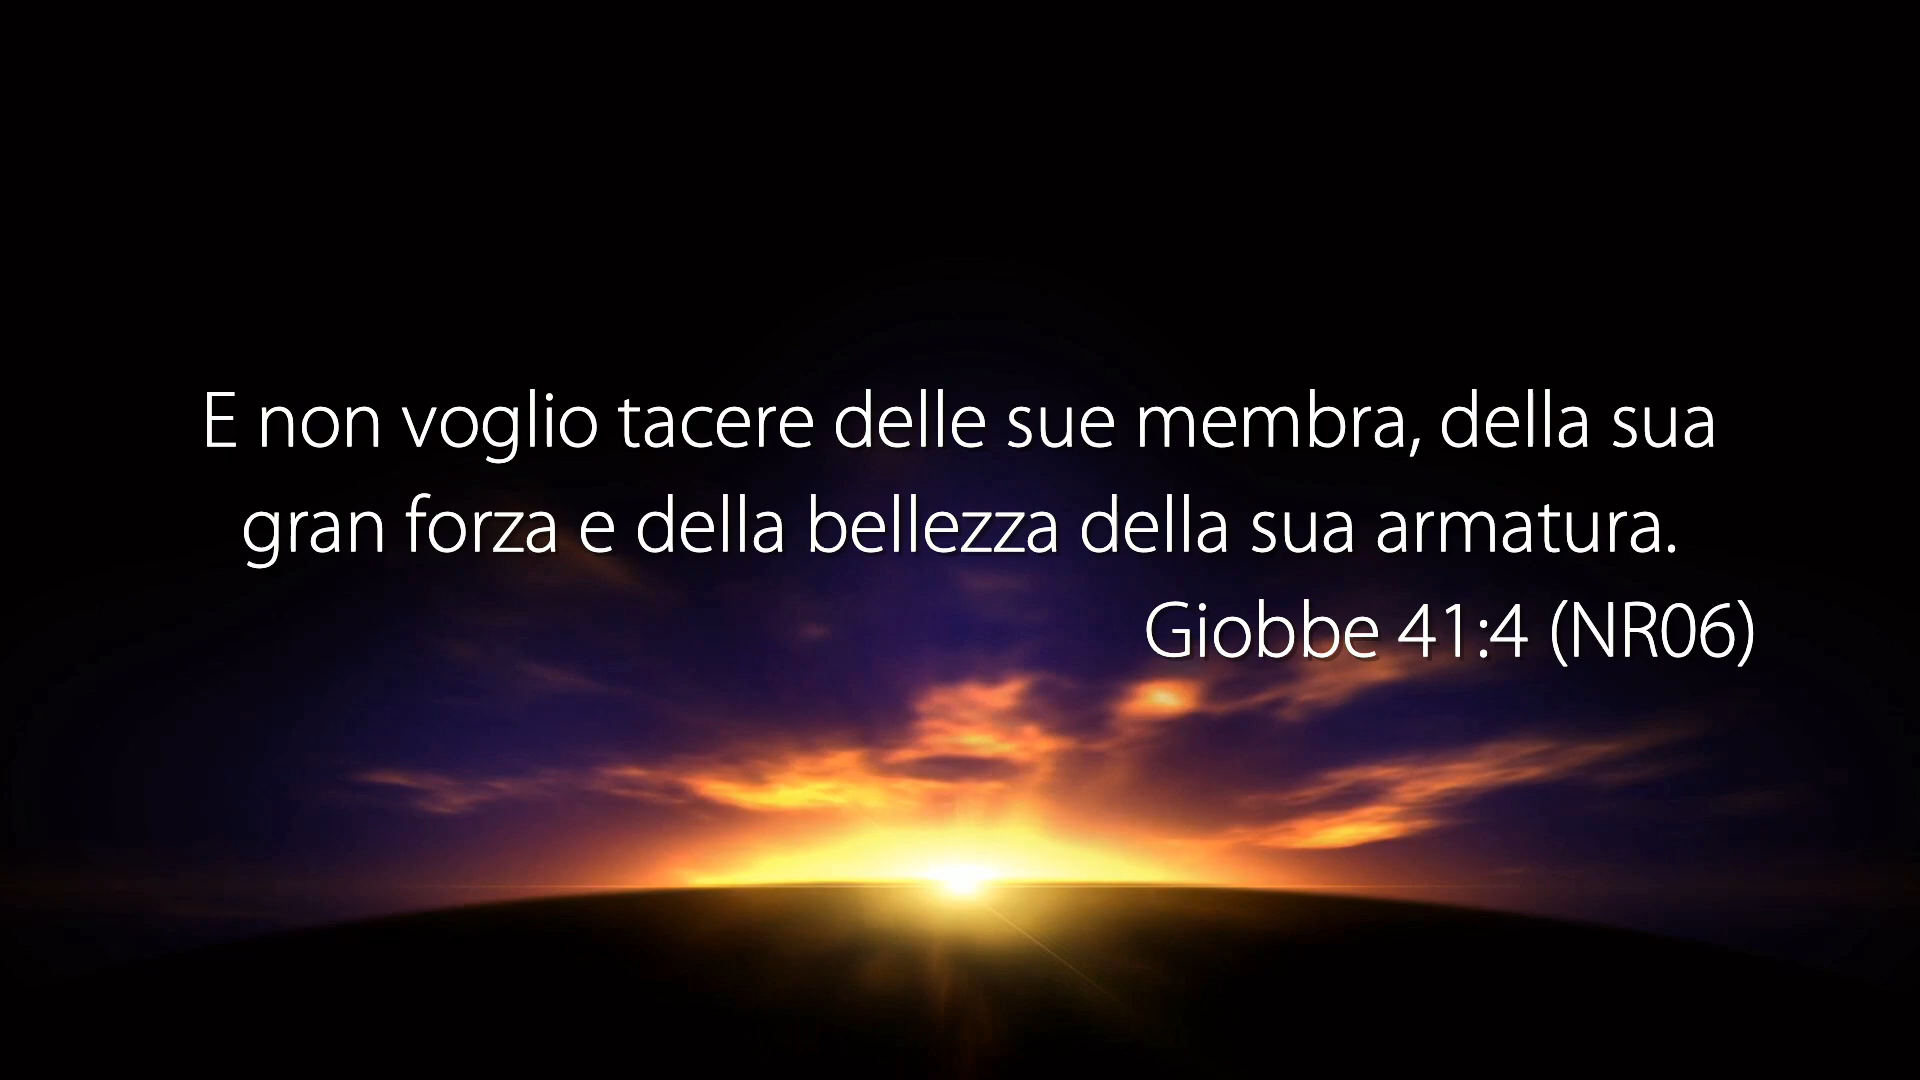 E non voglio tacere delle sue membra, della sua
gran forza e della bellezza della sua armatura.
Giobbe 41:4 (NR06)